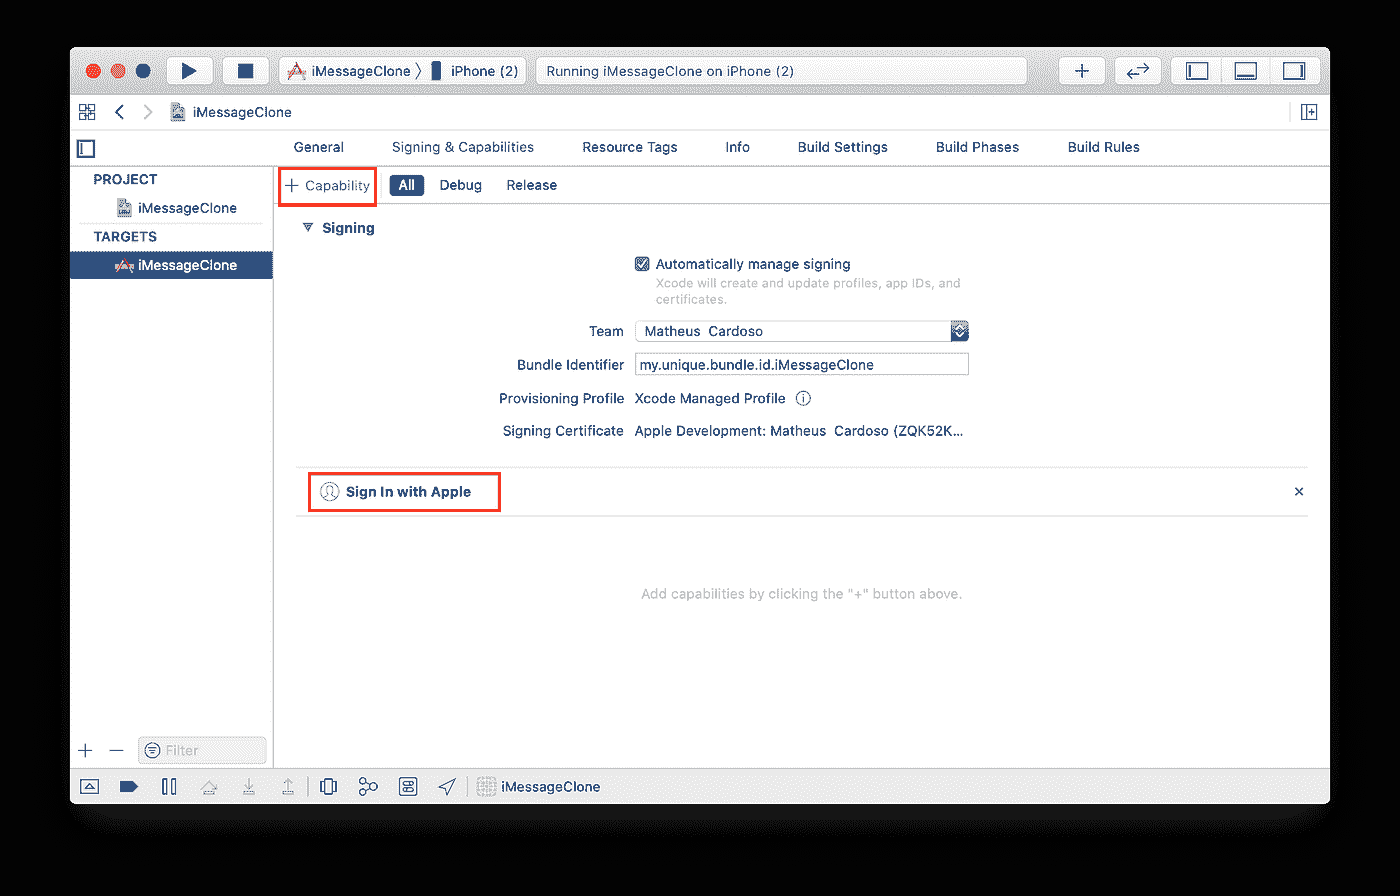 iMessageClone 〉 iPhone (2)
Running iMessageClone on iPhone (2)
iMessageClone
General Signing & Capabilities Resource Tags Info Build Settings Build Phases Build Rules
PROJECT
iMessageClone
TARGETS
iMessageClone
+ Capability All Debug Release
Signing
Automatically manage signing
Xcode will create and update profiles, app IDs, and
certificates.
Team Matheus Cardoso
Bundle Identifier my.unique.bundle.id.iMessageClone
Provisioning Profile Xcode Managed Profile
Signing Certificate Apple Development: Matheus Cardoso (ZQK52K...
Sign In with Apple
Add capabilities by clicking the "+" button above.
Filter
iMessageClone